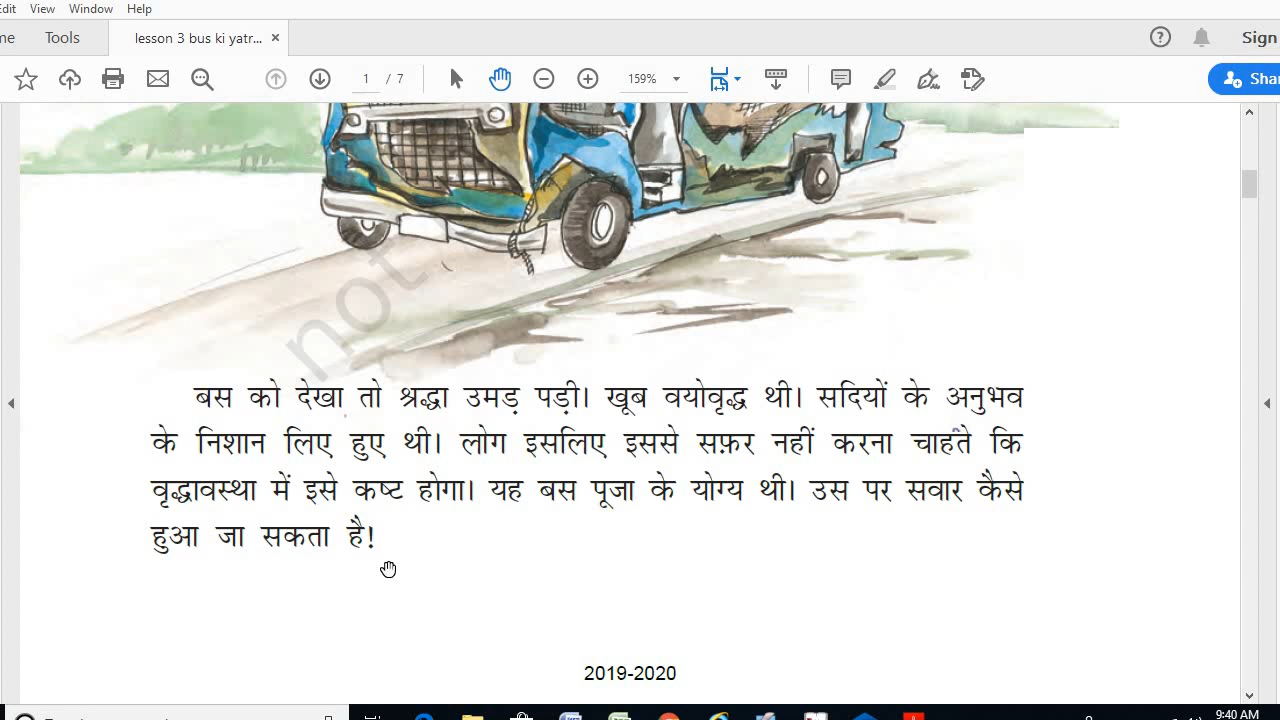 Edit View Window Help
Tools lesson 3 bus ki yatr... × Sign
1 / 7 159%
not
बस को देखा तो श्रद्धा उमड़ पड़ी। खूब वयोवृद्ध थी। सदियों के अनुभव
के निशान लिए हुए थी। लोग इसलिए इससे सफ़र नहीं करना चाहते कि
वृद्धावस्था में इसे कष्ट होगा। यह बस पूजा के योग्य थी। उस पर सवार कैसे
हुआ जा सकता है!
2019-2020
9:40 AM